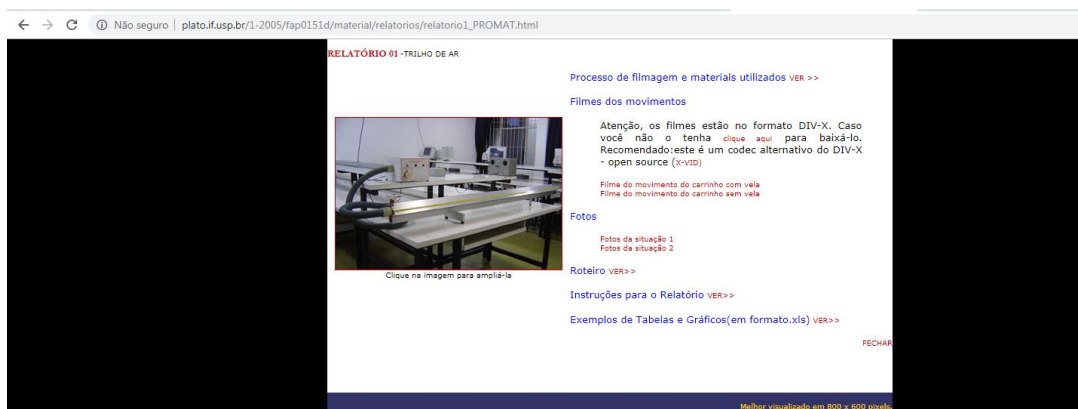 Não seguro | plato.if.usp.br/1-2005/fap0151d/material/relatorios/relatorio1_PROMAT.html
RELATÓRIO 01 -TRILHO DE AR
Processo de filmagem e materiais utilizados VER >>
Filmes dos movimentos
Atenção, os filmes estão no formato DIV-X. Caso
você não o tenha clique aqui para baixá-lo.
Recomendado:este é um codec alternativo do DIV-X
- open source (X-VID)
Filme do movimento do carrinho com vela
Filme do movimento do carrinho sem vela
Fotos
Fotos da situação 1
Fotos da situação 2
Clique na imagem para ampliá-la
Roteiro VER>>
Instruções para o Relatório VER>>
Exemplos de Tabelas e Gráficos(em formato.xls) VER>>
FECHAR
Melhor visualizado em 800 x 600 pixels.